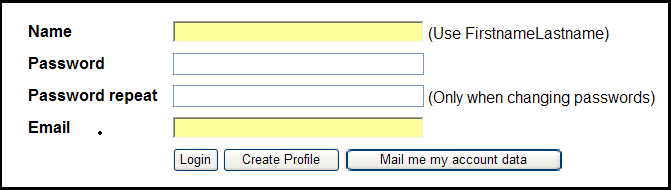 Name (Use FirstnameLastname)
Password
Password repeat (Only when changing passwords)
Email
Login Create Profile Mail me my account data